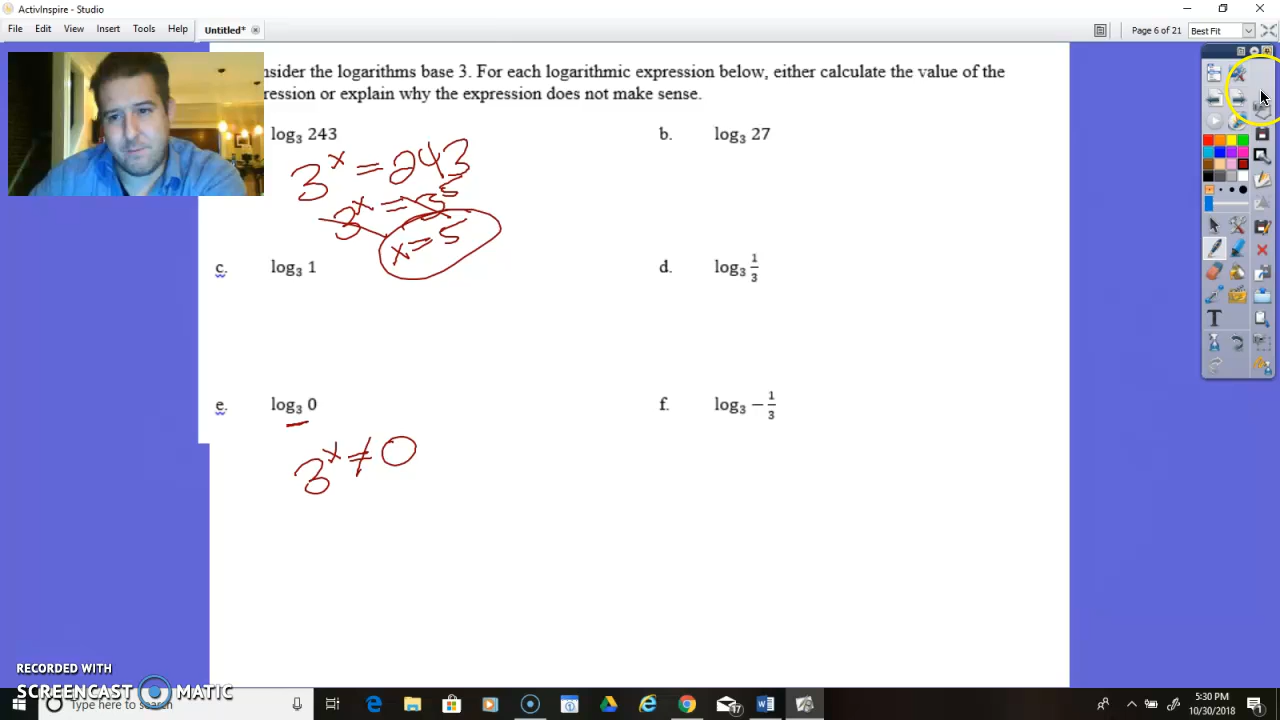 ActivInspire - Studio
File Edit View Insert Tools Help Untitled* Page 6 of 21 Best Fit
nsider the logarithms base 3. For each logarithmic expression below, either calculate the value of the
ression or explain why the expression does not make sense.
log₃ 243
3ˣ = 243
3ˣ = 3⁵
x = 5
b. log₃ 27
c. log₃ 1
d. log₃ 1/3
e. log₃ 0
3ˣ ≠ 0
f. log₃ − 1/3
RECORDED WITH
SCREENCAST MATIC
Type here to search
17
5:30 PM
10/30/2018
1